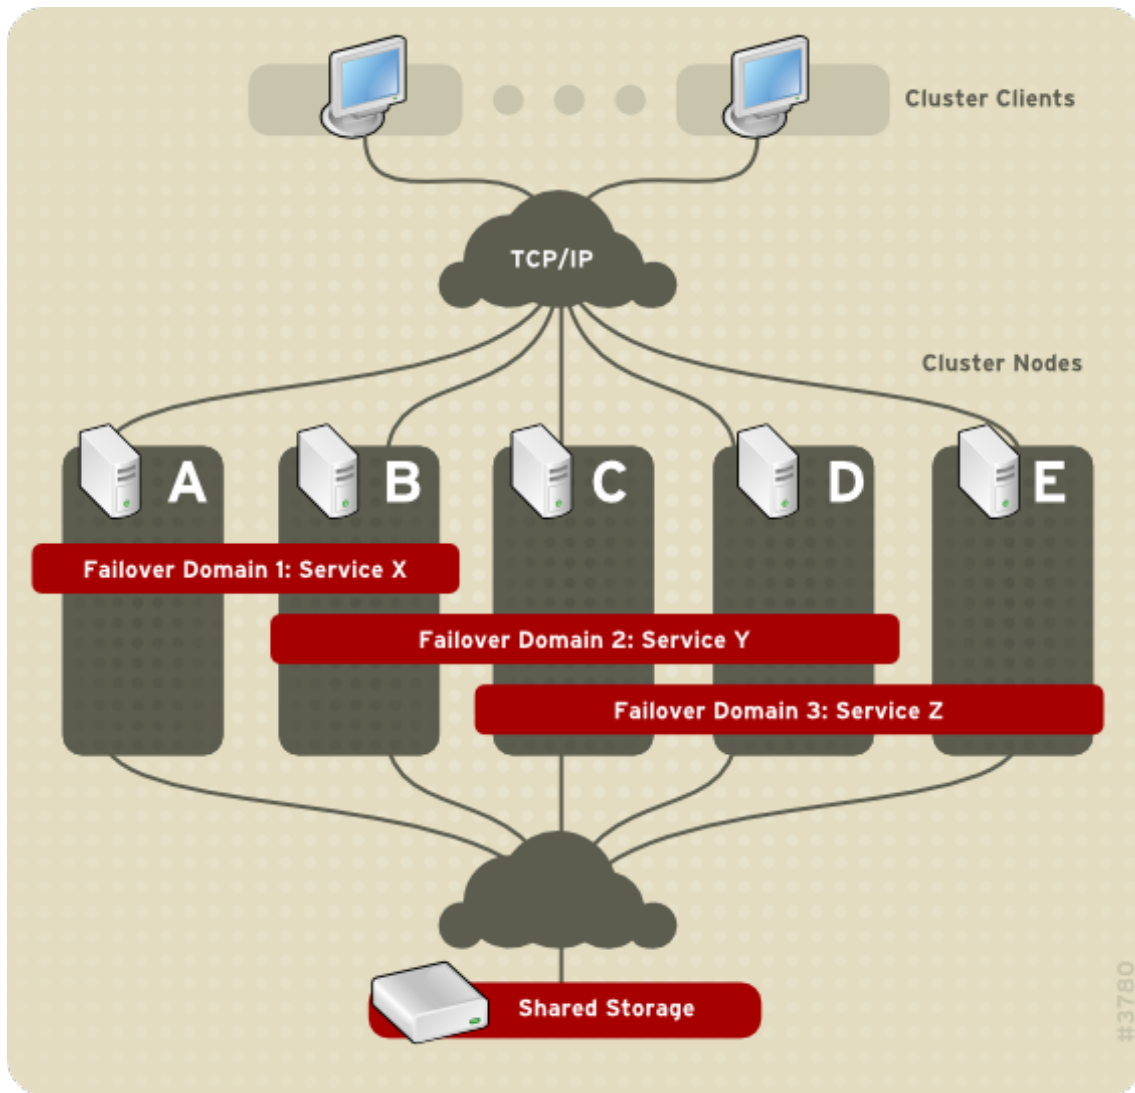 Cluster Clients
TCP/IP
Cluster Nodes
A
B
C
D
E
Failover Domain 1: Service X
Failover Domain 2: Service Y
Failover Domain 3: Service Z
Shared Storage
#3780